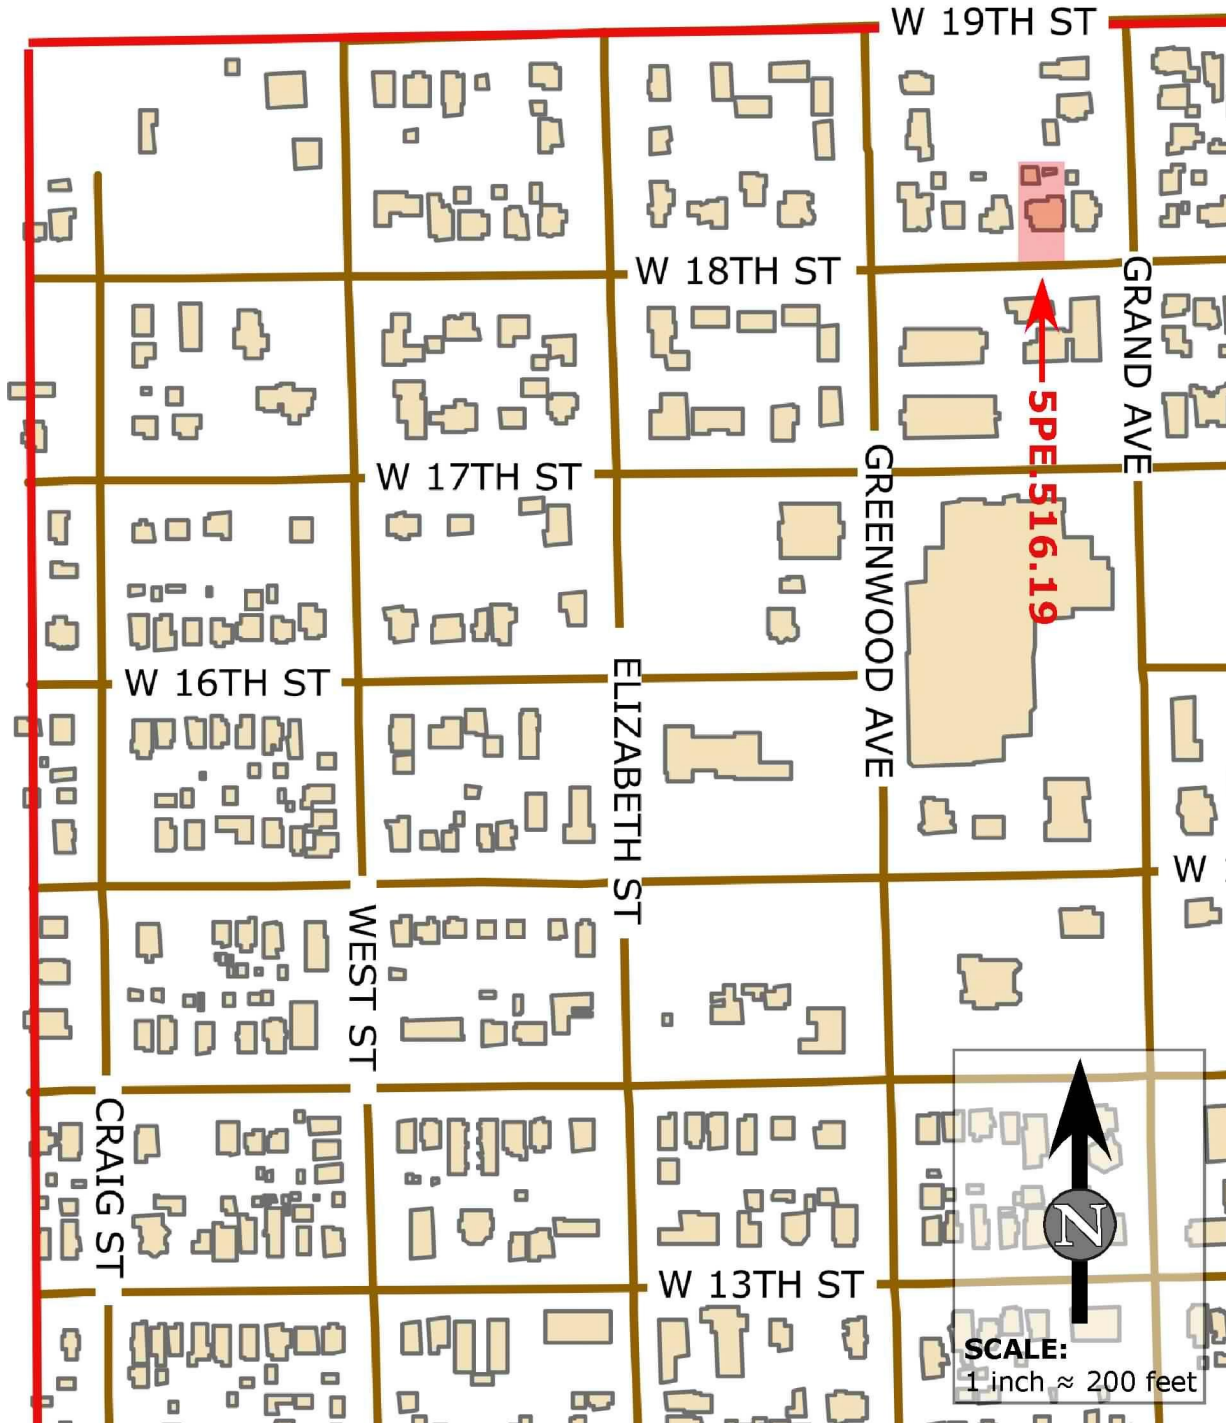 W 19TH ST
W 18TH ST
GRAND AVE
W 17TH ST
5PE.516.19
GREENWOOD AVE
W 16TH ST
ELIZABETH ST
W
WEST ST
CRAIG ST
N
W 13TH ST
SCALE:
1 inch ≈ 200 feet